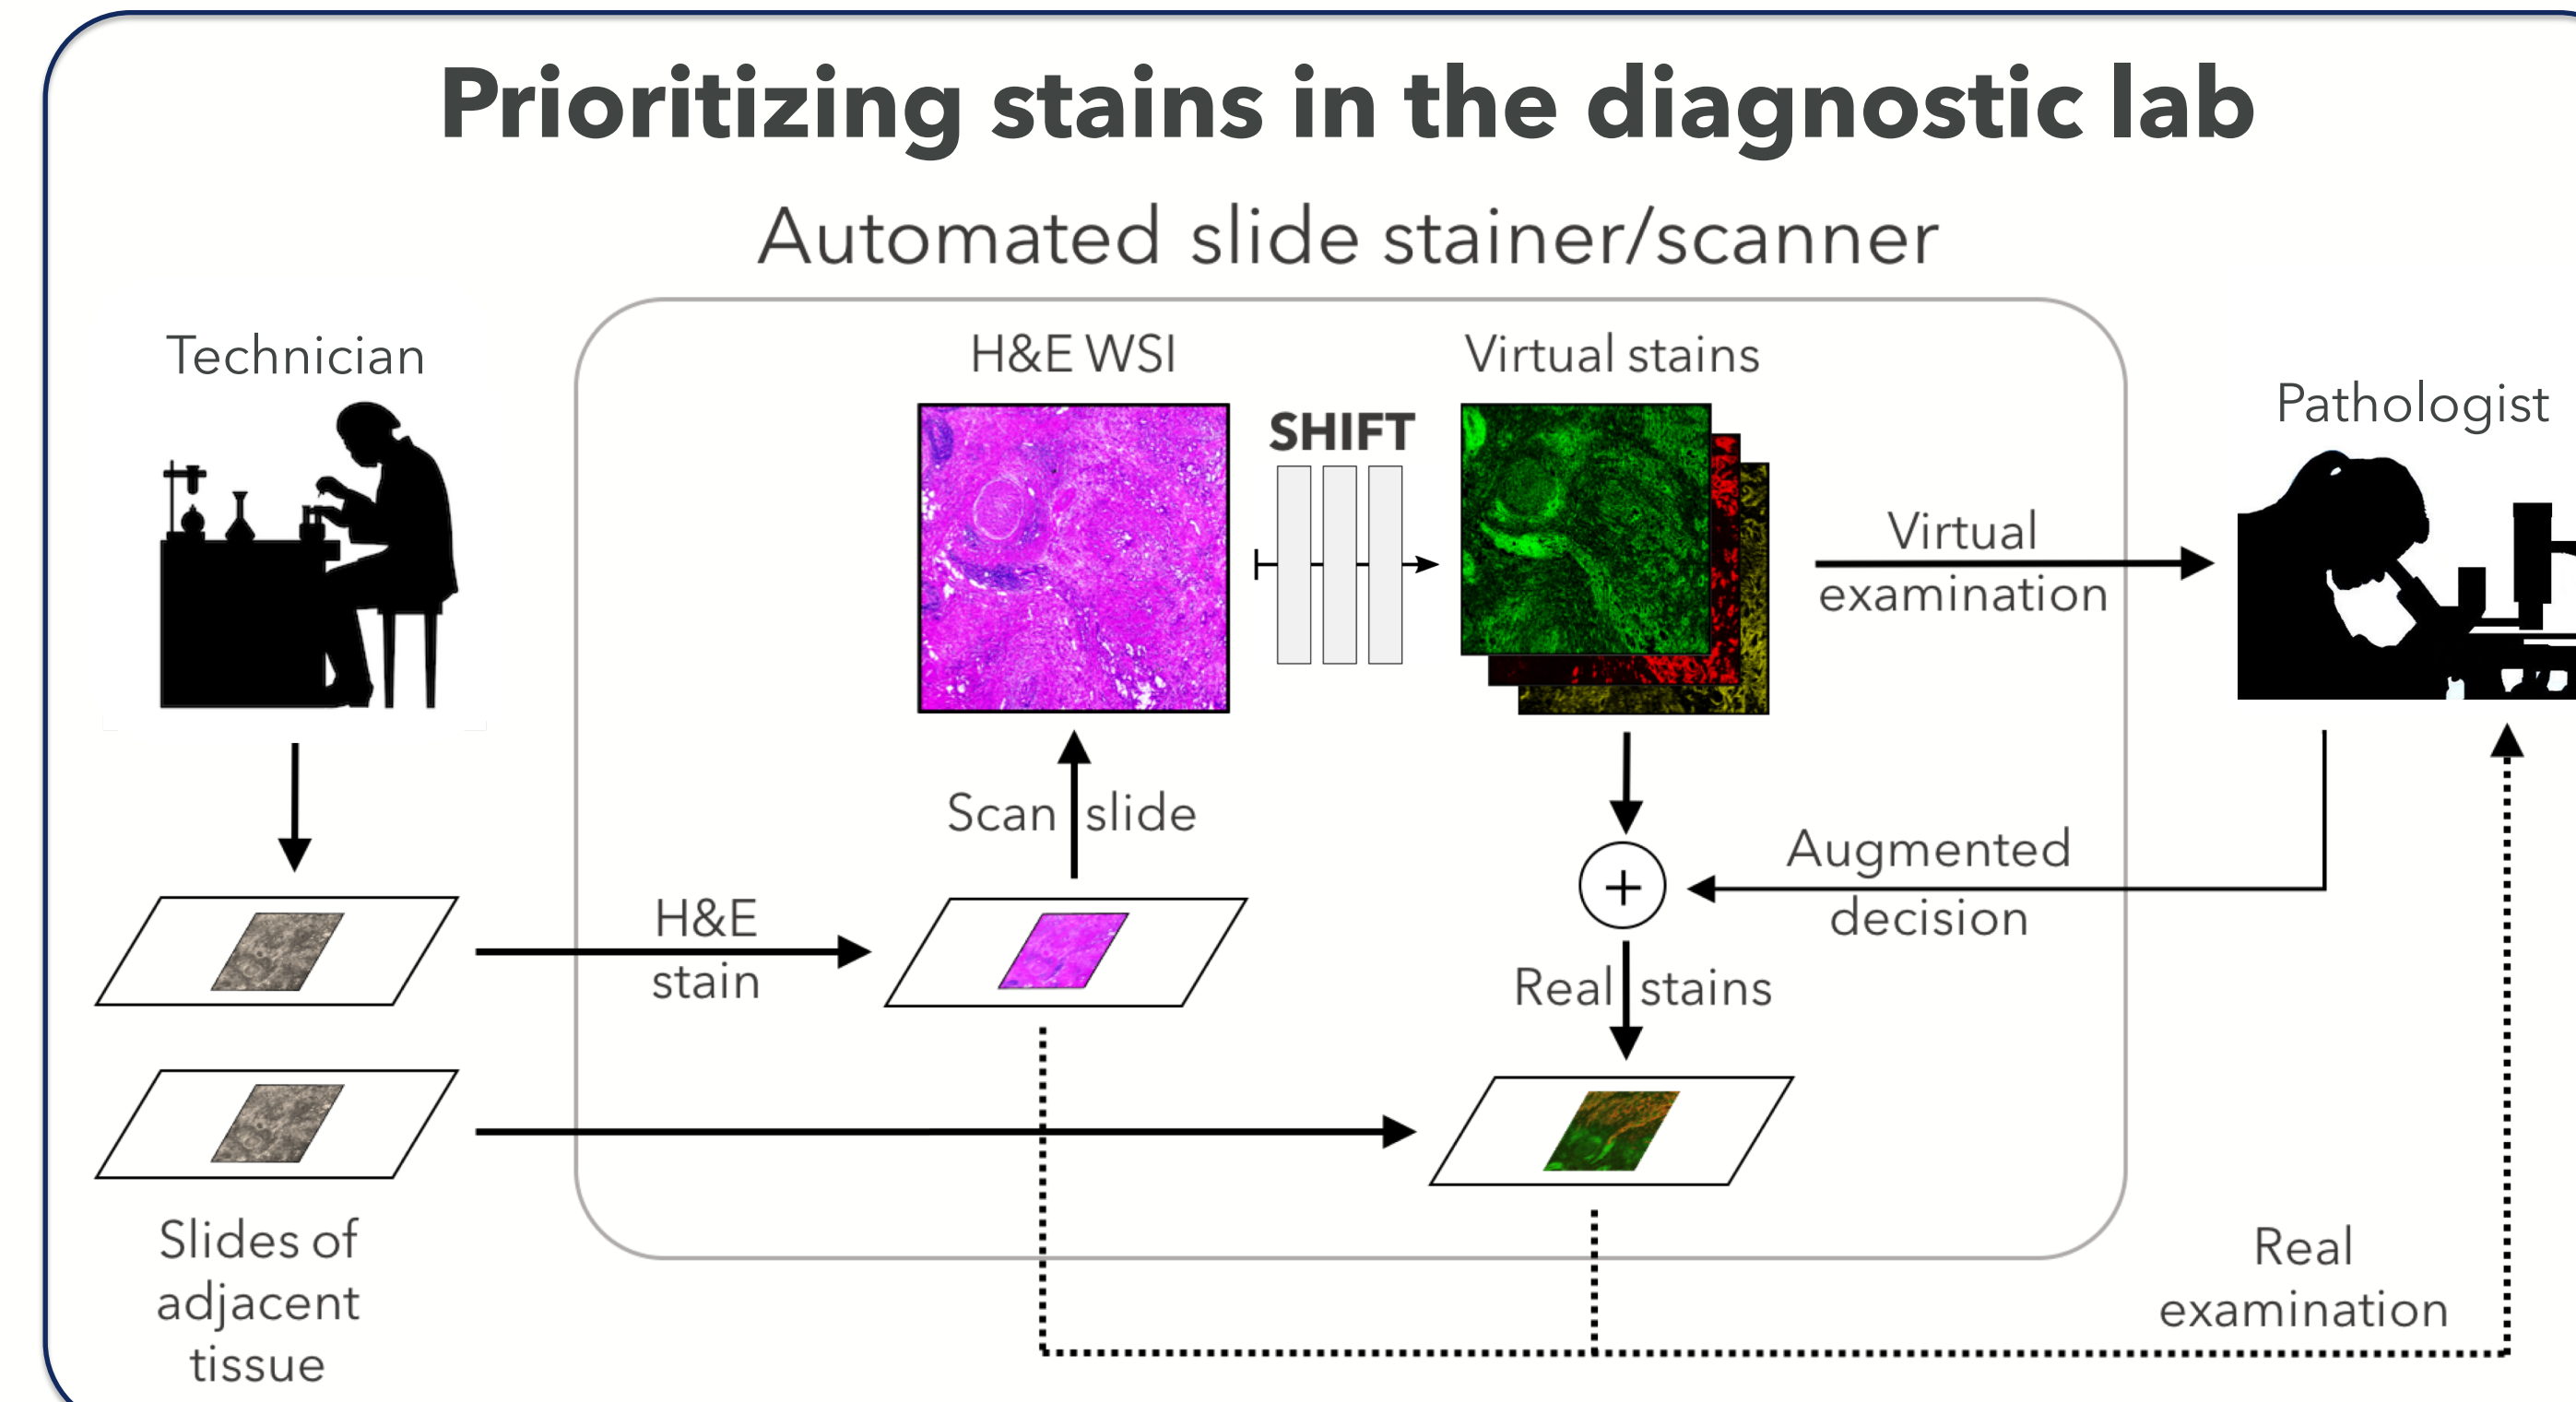 Prioritizing stains in the diagnostic lab
Automated slide stainer/scanner
Technician
H&E WSI
Virtual stains
SHIFT
Pathologist
Virtual
examination
Scan slide
Augmented
decision
H&E
stain
Real stains
Slides of
adjacent
tissue
Real
examination